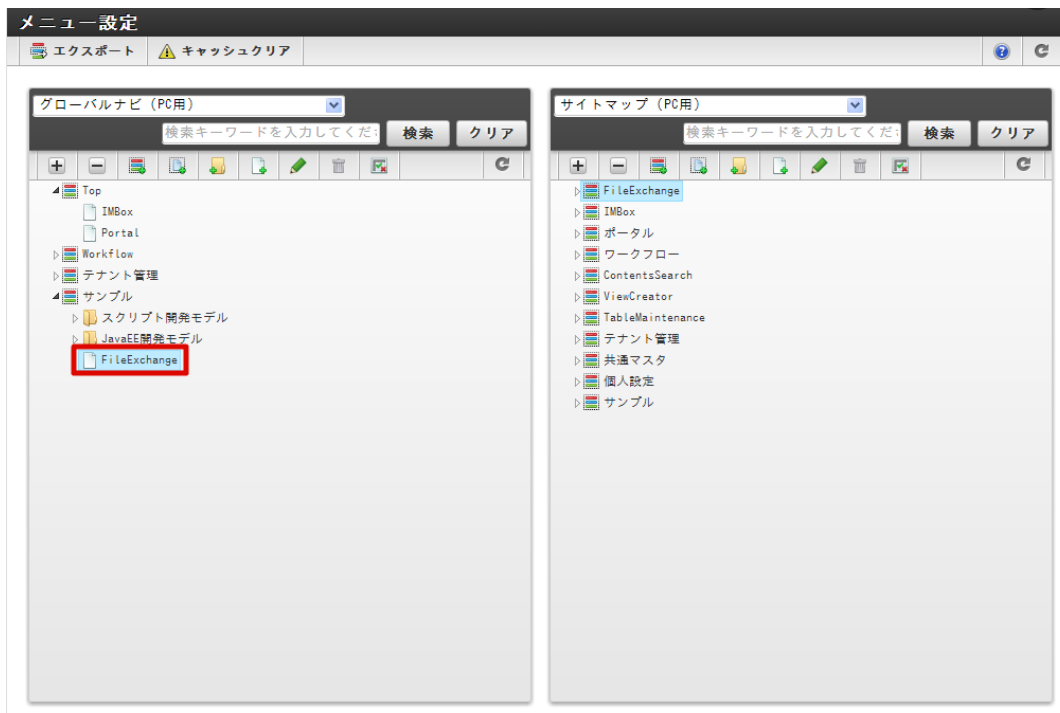 メニュー設定
エクスポート キャッシュクリア
グローバルナビ (PC用)
検索キーワードを入力してくだ 検索 クリア
Top
IMBox
Portal
Workflow
テナント管理
サンプル
スクリプト開発モデル
JavaEE開発モデル
FileExchange
サイトマップ (PC用)
検索キーワードを入力してくだ 検索 クリア
FileExchange
IMBox
ポータル
ワークフロー
ContentsSearch
ViewCreator
TableMaintenance
テナント管理
共通マスタ
個人設定
サンプル